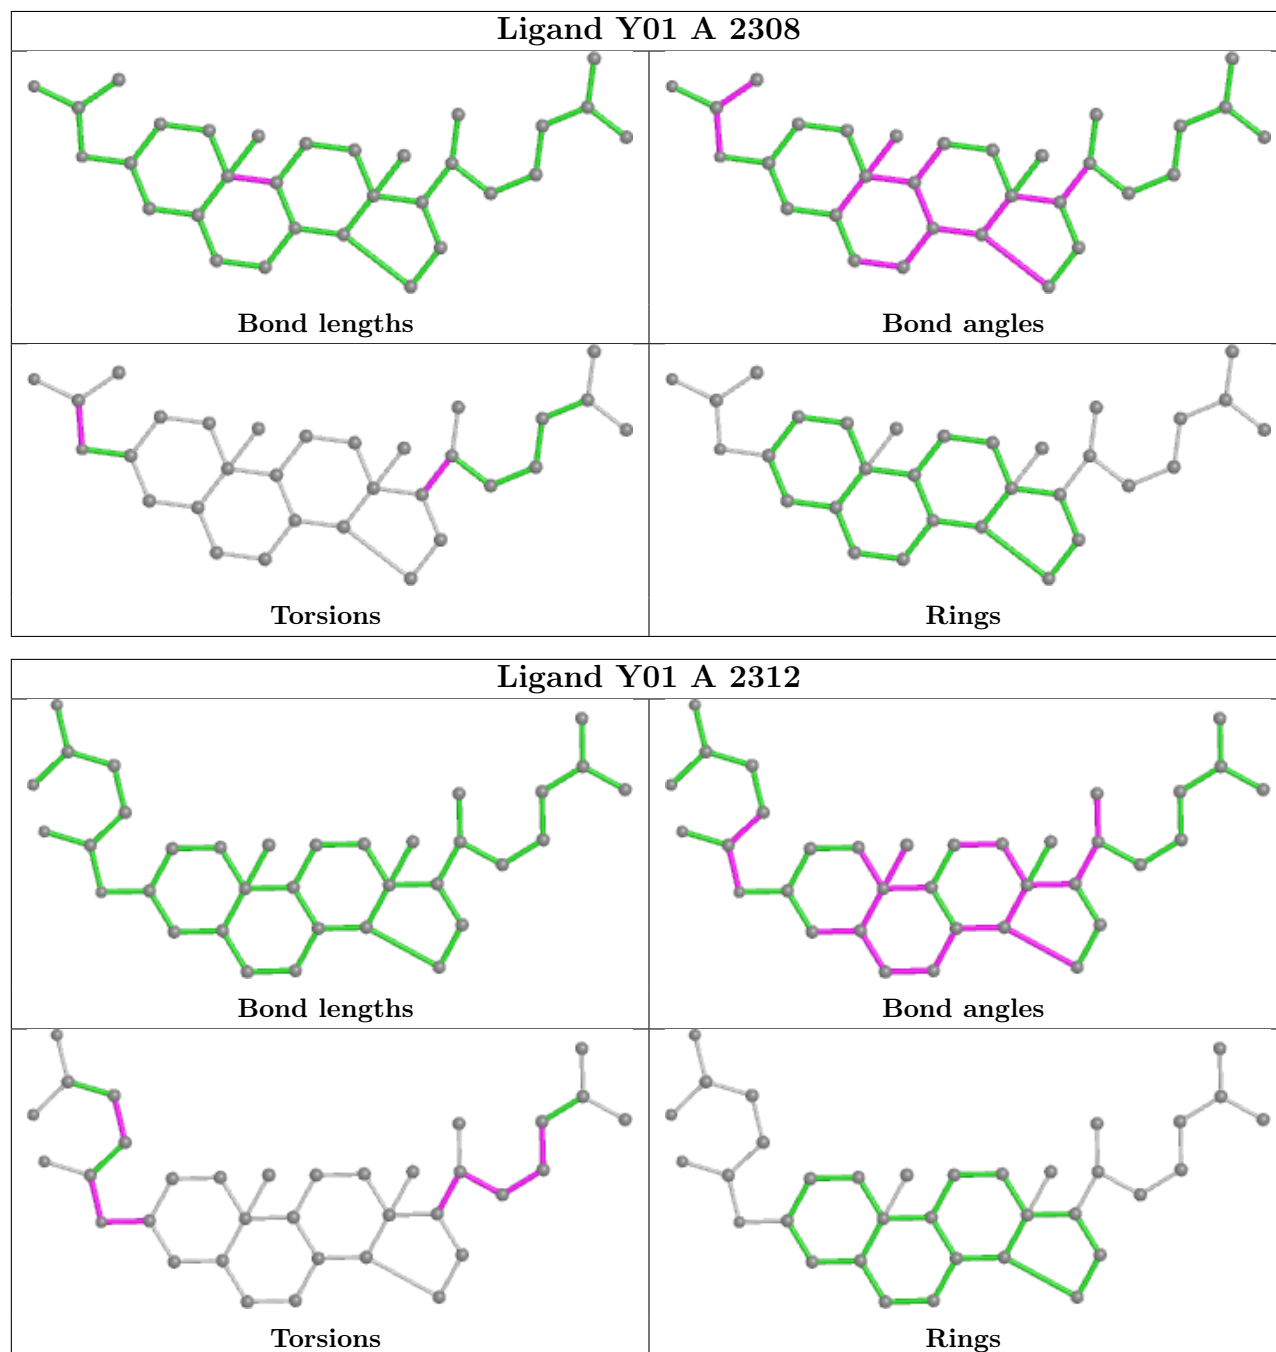 Ligand Y01 A 2308
Bond lengths
Bond angles
Torsions
Rings
Ligand Y01 A 2312
Bond lengths
Bond angles
Torsions
Rings